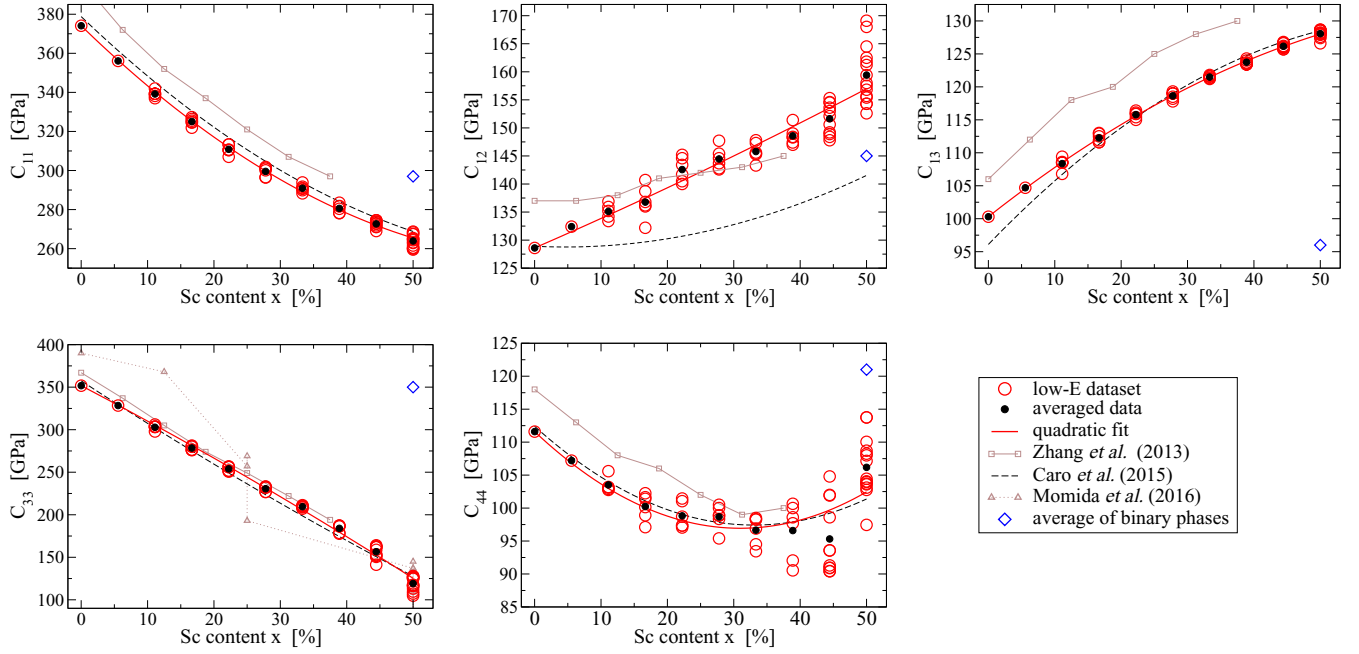 380
360
340
320
300
280
260
C11 [GPa]
0 10 20 30 40 50
Sc content x [%]
170
165
160
155
150
145
140
135
130
125
C12 [GPa]
0 10 20 30 40 50
Sc content x [%]
130
125
120
115
110
105
100
95
C13 [GPa]
0 10 20 30 40 50
Sc content x [%]
400
350
300
250
200
150
100
C33 [GPa]
0 10 20 30 40 50
Sc content x [%]
125
120
115
110
105
100
95
90
85
C44 [GPa]
0 10 20 30 40 50
Sc content x [%]
low-E dataset
averaged data
quadratic fit
Zhang et al. (2013)
Caro et al. (2015)
Momida et al. (2016)
average of binary phases